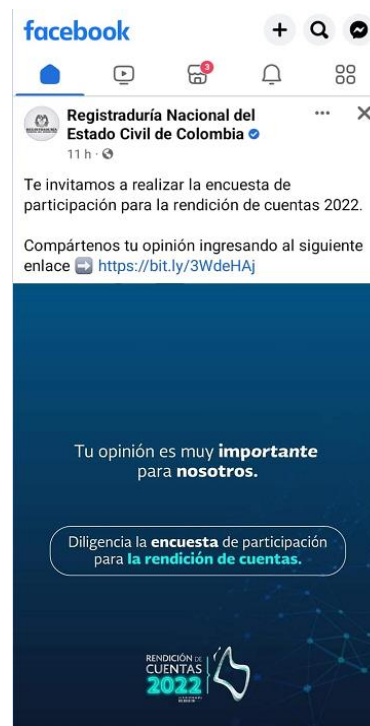 facebook
3
Registraduría Nacional del
Estado Civil de Colombia
11 h ·
Te invitamos a realizar la encuesta de
participación para la rendición de cuentas 2022.
Compártenos tu opinión ingresando al siguiente
enlace ➡️ https://bit.ly/3WdeHAj
Tu opinión es muy importante
para nosotros.
Diligencia la encuesta de participación
para la rendición de cuentas.
RENDICIÓN DE
CUENTAS
2022